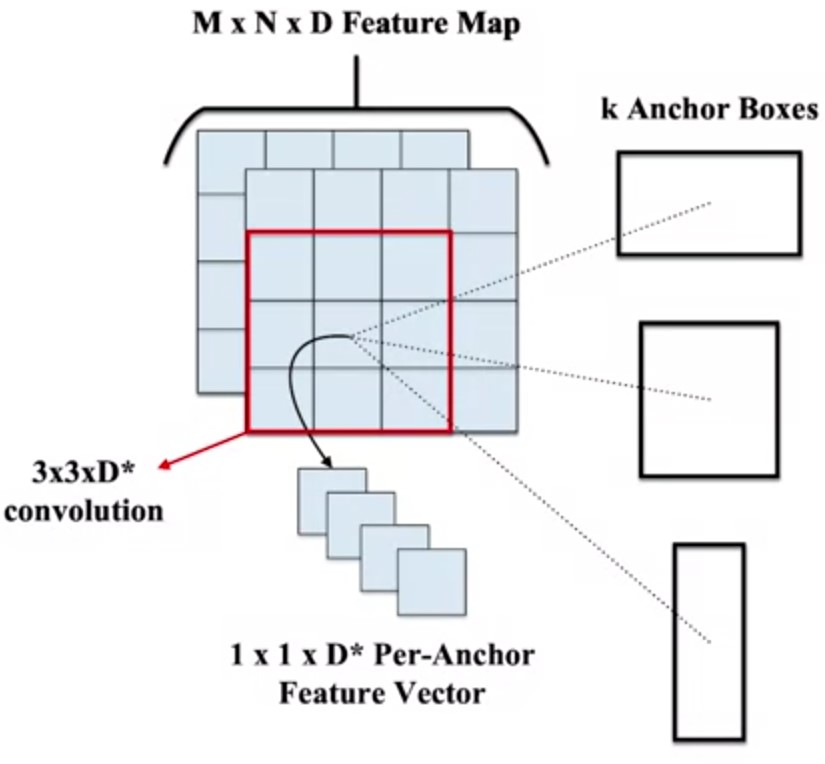 M x N x D Feature Map
k Anchor Boxes
3x3xD*
convolution
1 x 1 x D* Per-Anchor
Feature Vector